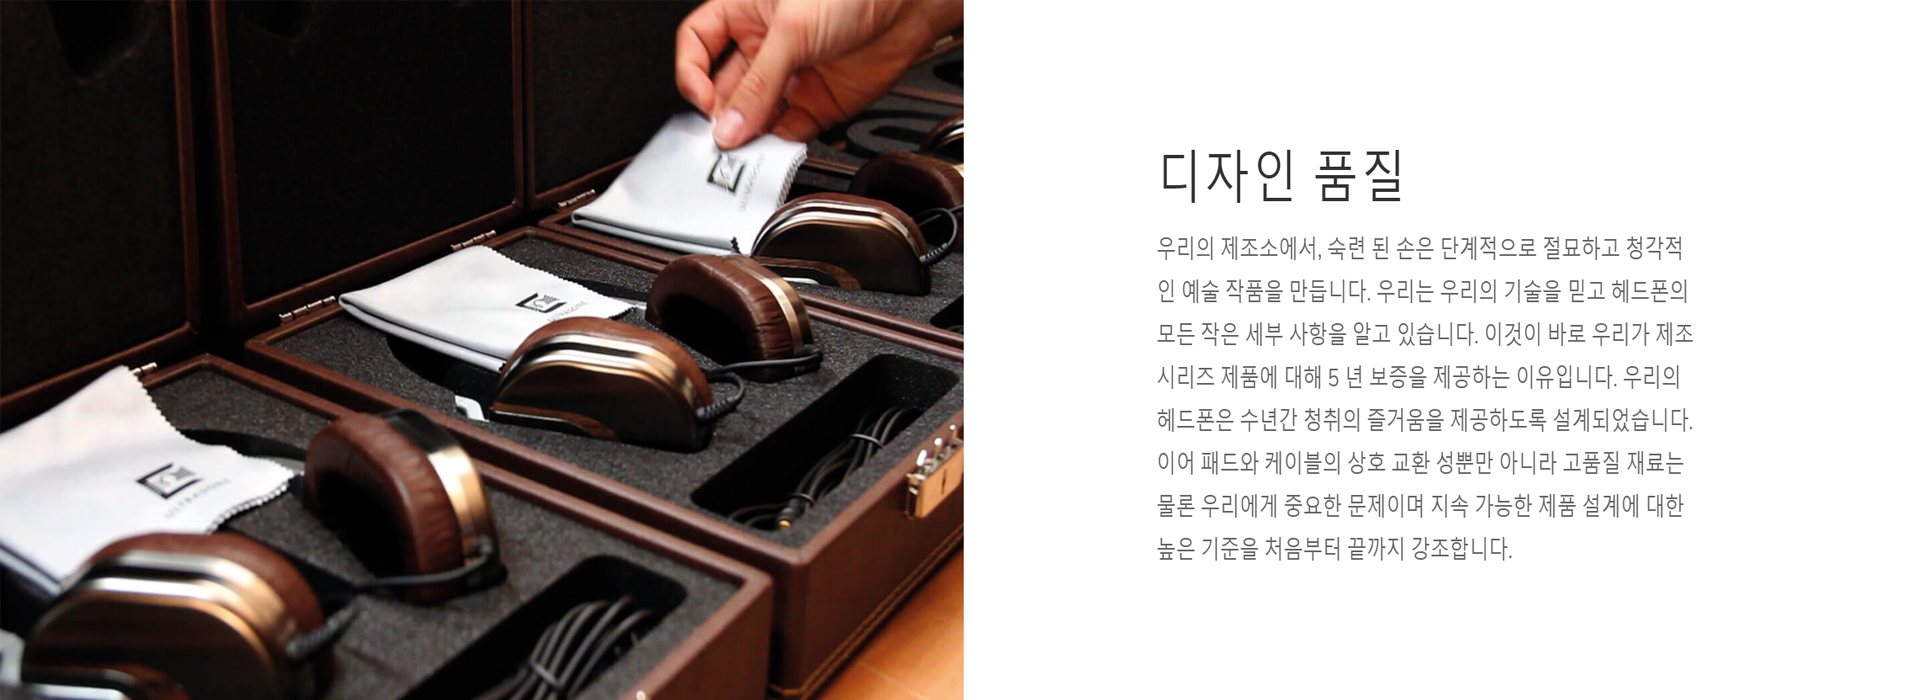 디자인 품질
우리의 제조소에서, 숙련 된 손은 단계적으로 절묘하고 청각적
인 예술 작품을 만듭니다. 우리는 우리의 기술을 믿고 헤드폰의
모든 작은 세부 사항을 알고 있습니다. 이것이 바로 우리가 제조
시리즈 제품에 대해 5 년 보증을 제공하는 이유입니다. 우리의
헤드폰은 수년간 청취의 즐거움을 제공하도록 설계되었습니다.
이어 패드와 케이블의 상호 교환 성뿐만 아니라 고품질 재료는
물론 우리에게 중요한 문제이며 지속 가능한 제품 설계에 대한
높은 기준을 처음부터 끝까지 강조합니다.